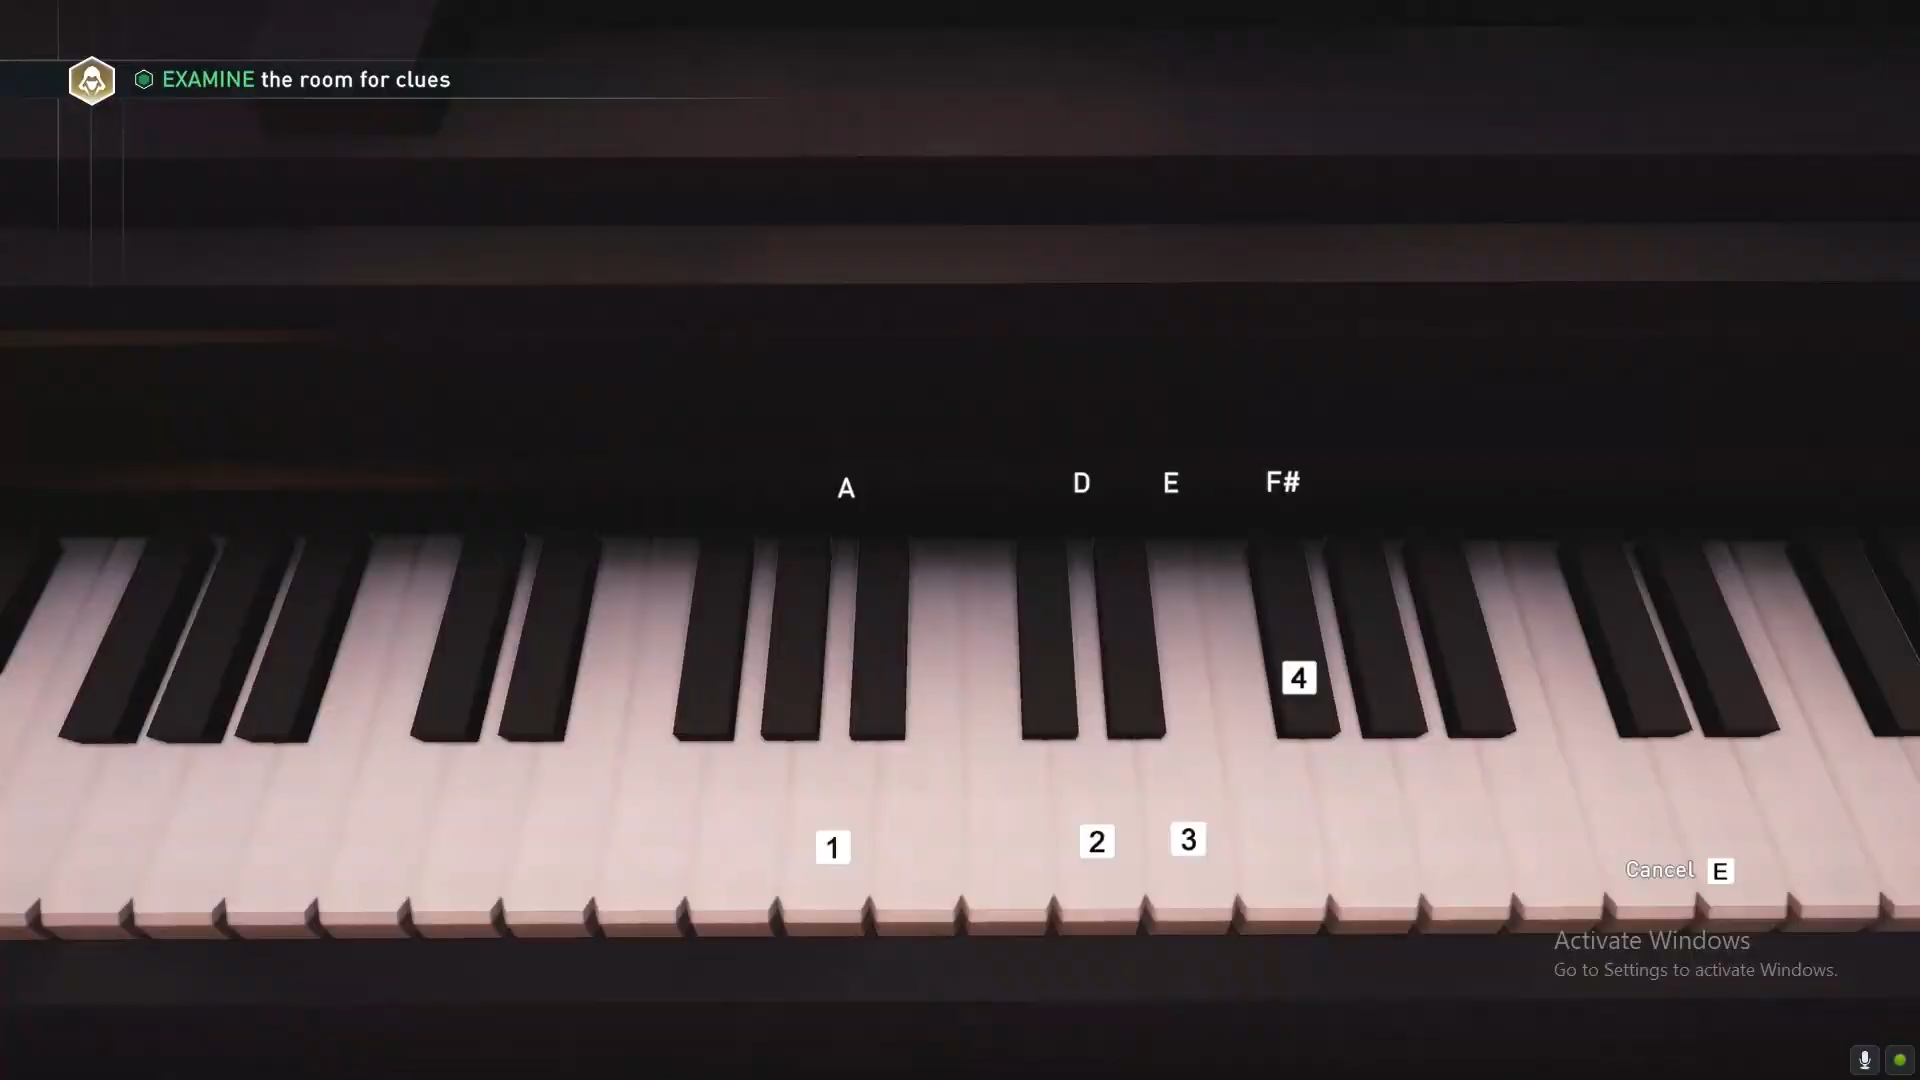 EXAMINE the room for clues
A D E F#
4
1 2 3
Cancel E
Activate Windows
Go to Settings to activate Windows.